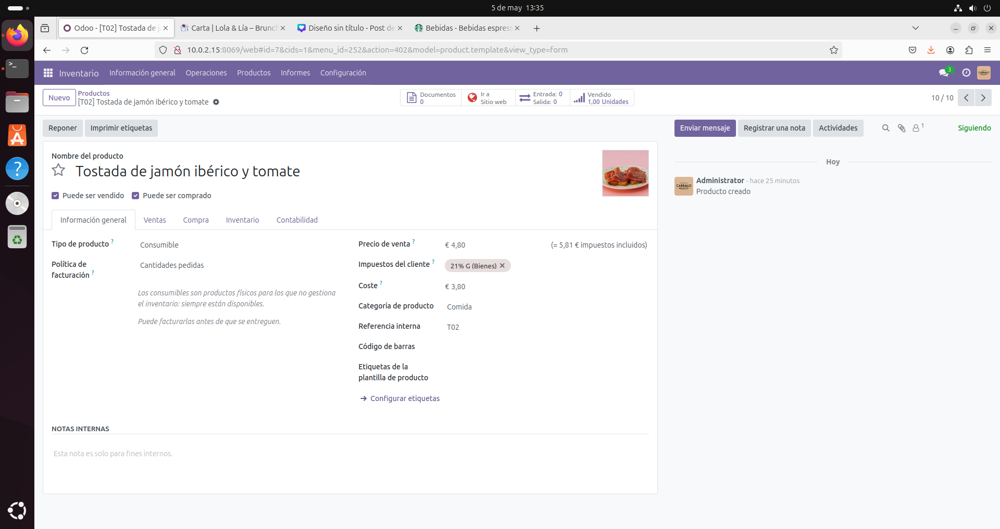 5 de may 13:35
Odoo - [T02] Tostada de j
Carta | Lola & Lía – Brunch
Diseño sin título - Post de
Bebidas - Bebidas espress
10.0.2.15:8069/web#id=7&cids=1&menu_id=252&action=402&model=product.template&view_type=form
Inventario
Información general
Operaciones
Productos
Informes
Configuración
3
Nuevo
Productos
[T02] Tostada de jamón ibérico y tomate
Documentos
0
Ir a
Sitio web
Entrada: 0
Salida: 0
Vendido
1,00 Unidades
10 / 10
Reponer
Imprimir etiquetas
Enviar mensaje
Registrar una nota
Actividades
1
Siguiendo
Nombre del producto
Tostada de jamón ibérico y tomate
Puede ser vendido
Puede ser comprado
Información general
Ventas
Compra
Inventario
Contabilidad
Tipo de producto ?
Consumible
Política de
facturación ?
Cantidades pedidas
Los consumibles son productos físicos para los que no gestiona
el inventario: siempre están disponibles.
Puede facturarlas antes de que se entreguen.
Precio de venta ?
€ 4,80
(= 5,81 € impuestos incluidos)
Impuestos del cliente ?
21% G (Bienes)
Coste ?
€ 3,80
Categoría de producto
Comida
Referencia interna
T02
Código de barras
Etiquetas de la
plantilla de producto
Configurar etiquetas
NOTAS INTERNAS
Esta nota es solo para fines internos.
Hoy
CARBALLO
BRUNCH
Administrator - hace 25 minutos
Producto creado